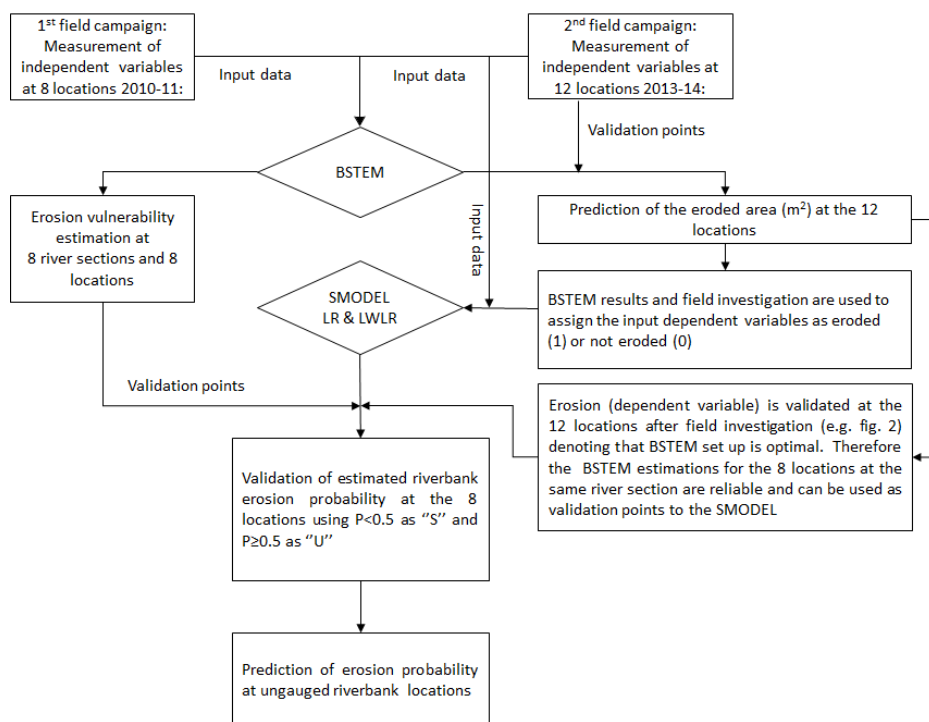 1st field campaign:
Measurement of
independent variables
at 8 locations 2010-11:
2nd field campaign:
Measurement of
independent variables at
12 locations 2013-14:
Input data
Input data
Validation points
BSTEM
Erosion vulnerability
estimation at
8 river sections and 8
locations
Prediction of the eroded area (m2) at the 12
locations
Input data
SMODEL
LR & LWLR
BSTEM results and field investigation are used to
assign the input dependent variables as eroded
(1) or not eroded (0)
Validation points
Erosion (dependent variable) is validated at the
12 locations after field investigation (e.g. fig. 2)
denoting that BSTEM set up is optimal. Therefore
the BSTEM estimations for the 8 locations at the
same river section are reliable and can be used as
validation points to the SMODEL
Validation of estimated riverbank
erosion probability at the 8
locations using P<0.5 as ‘’S’’ and
P≥0.5 as ‘’U’’
Prediction of erosion probability
at ungauged riverbank locations